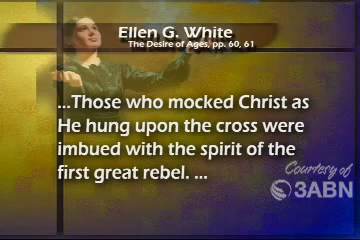 Ellen G. White
The Desire of Ages, pp. 60, 61
...Those who mocked Christ as
He hung upon the cross were
imbued with the spirit of the
first great rebel. ...
Courtesy of
3ABN